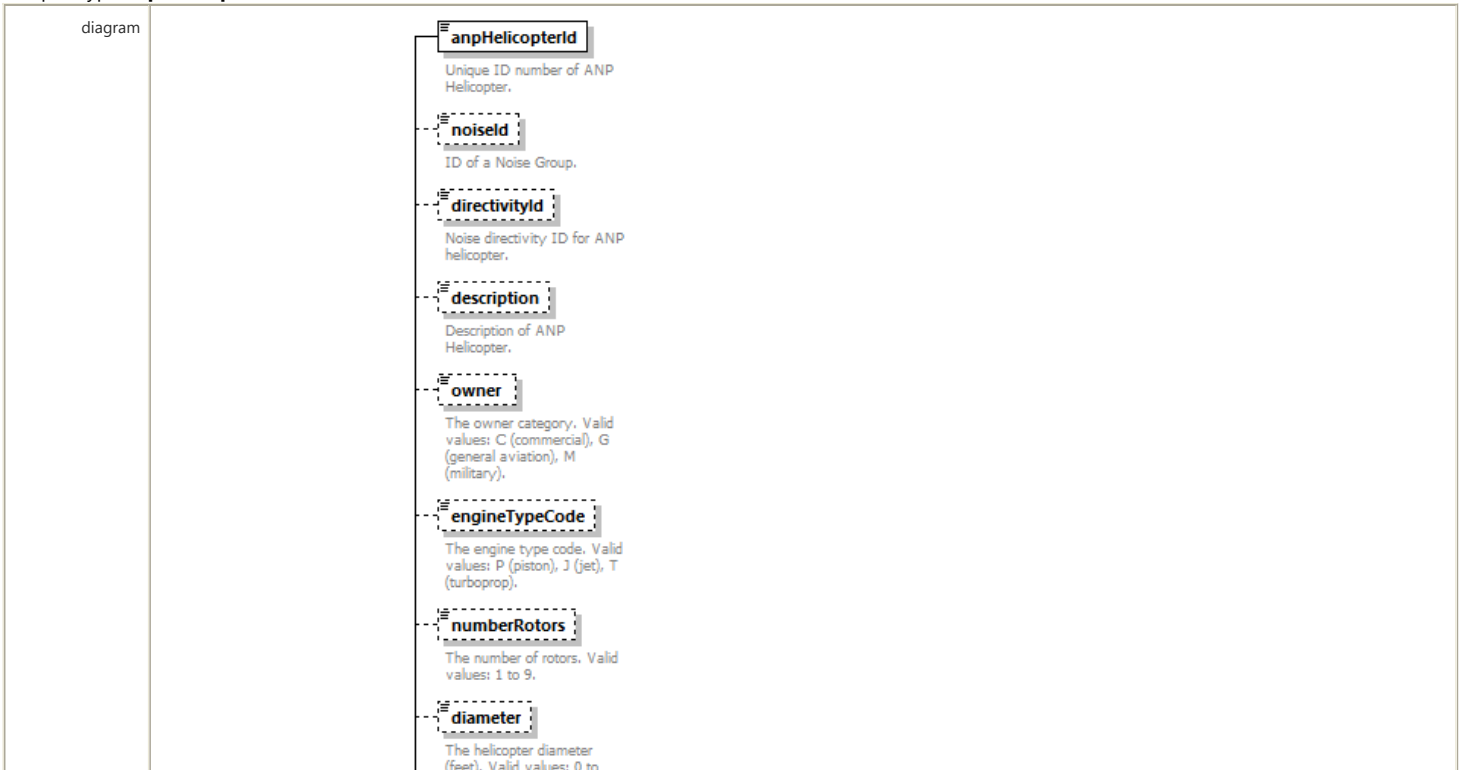 diagram
anpHelicopterId
Unique ID number of ANP
Helicopter.
noiseId
ID of a Noise Group.
directivityId
Noise directivity ID for ANP
helicopter.
description
Description of ANP
Helicopter.
owner
The owner category. Valid
values: C (commercial), G
(general aviation), M
(military).
engineTypeCode
The engine type code. Valid
values: P (piston), J (jet), T
(turboprop).
numberRotors
The number of rotors. Valid
values: 1 to 9.
diameter
The helicopter diameter
(feet). Valid values: 0 to